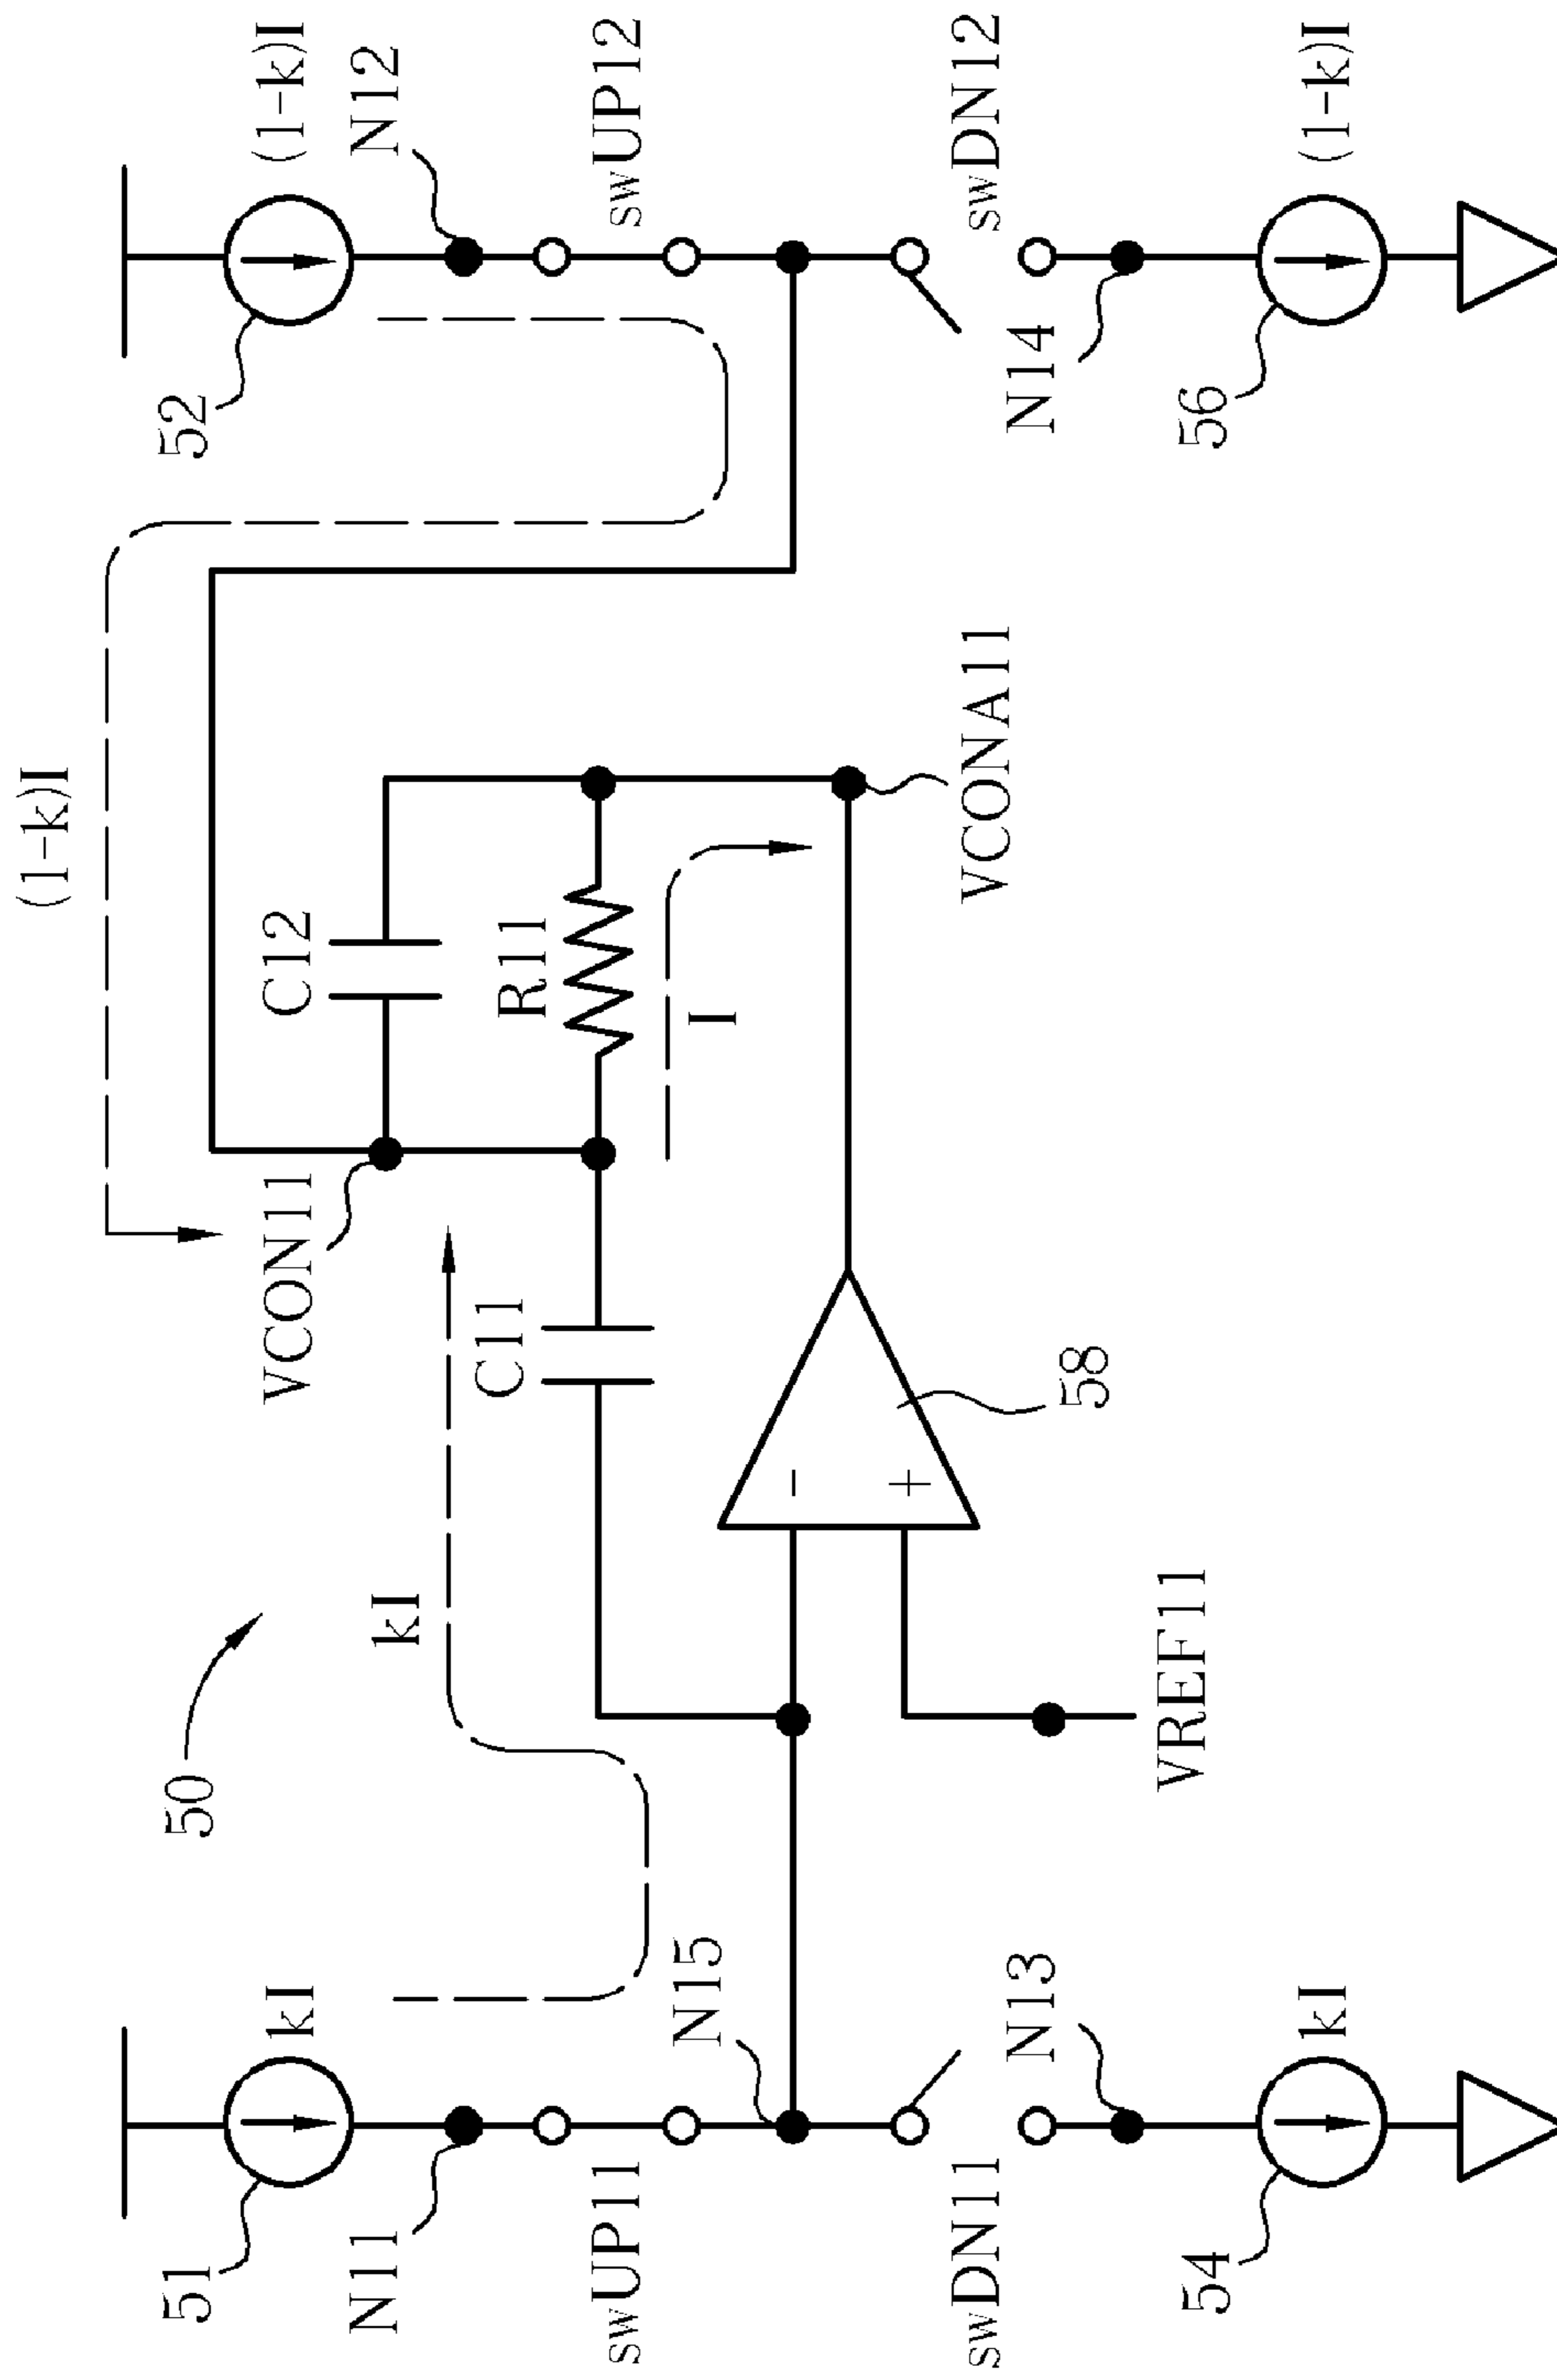 (1-k)I
50
51
kI
N11
swUP11
N15
swDN11
N13
54
kI
kI
VCON11
C11
C12
R11
I
-
+
58
VREF11
VCONA11
52
(1-k)I
N12
swUP12
swDN12
N14
56
(1-k)I